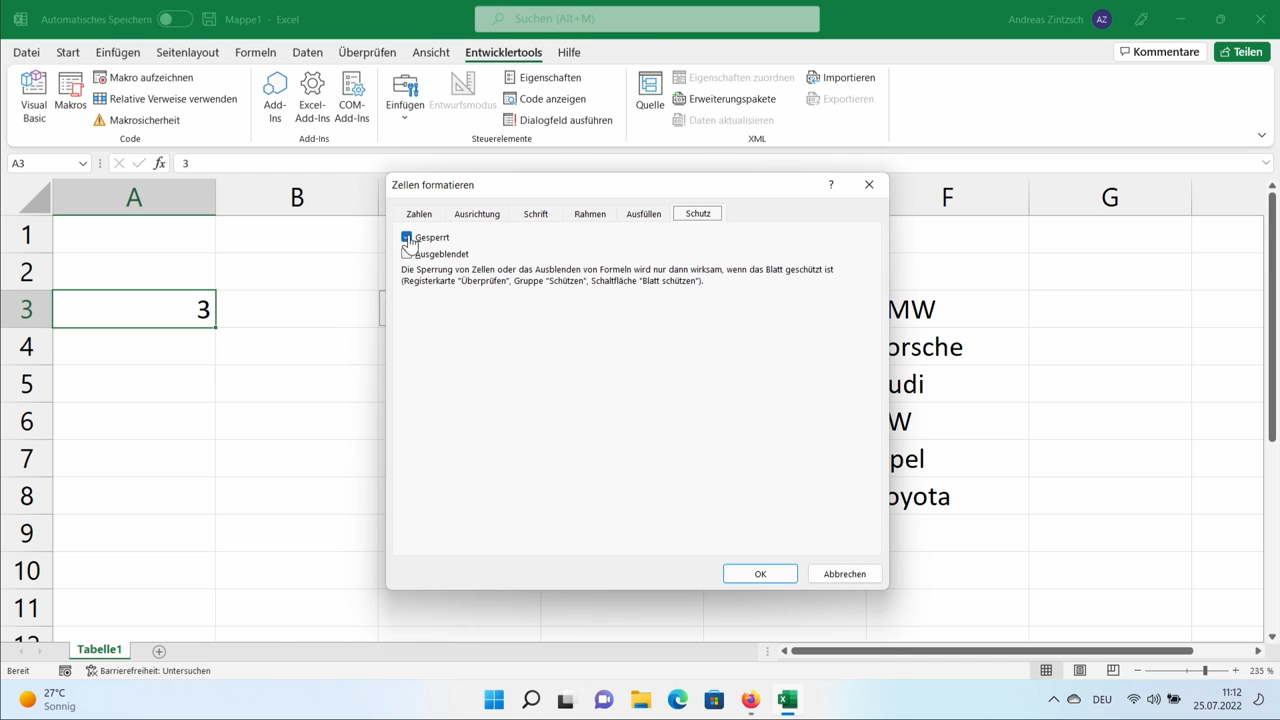 Automatisches Speichern
Mappe1 - Excel
Suchen (Alt+M)
Andreas Zintzsch
AZ
Datei Start Einfügen Seitenlayout Formeln Daten Überprüfen Ansicht Entwicklertools Hilfe
Kommentare
Teilen
Visual Basic
Makros
Makro aufzeichnen
Relative Verweise verwenden
Makrosicherheit
Code
Add-Ins
Excel-Add-Ins
COM-Add-Ins
Add-Ins
Einfügen
Entwurfsmodus
Eigenschaften
Code anzeigen
Dialogfeld ausführen
Steuerelemente
Quelle
Eigenschaften zuordnen
Erweiterungspakete
Daten aktualisieren
Importieren
Exportieren
XML
A3
fx
3
A B F G
1
2
3 3 MW
4 orsche
5 udi
6 W
7 pel
8 oyota
9
10
11
12
Zellen formatieren
?
Zahlen Ausrichtung Schrift Rahmen Ausfüllen Schutz
Gesperrt
Ausgeblendet
Die Sperrung von Zellen oder das Ausblenden von Formeln wird nur dann wirksam, wenn das Blatt geschützt ist
(Registerkarte "Überprüfen", Gruppe "Schützen", Schaltfläche "Blatt schützen").
OK
Abbrechen
Tabelle1
Bereit
Barrierefreiheit: Untersuchen
235 %
27°C
Sonnig
DEU
11:12
25.07.2022